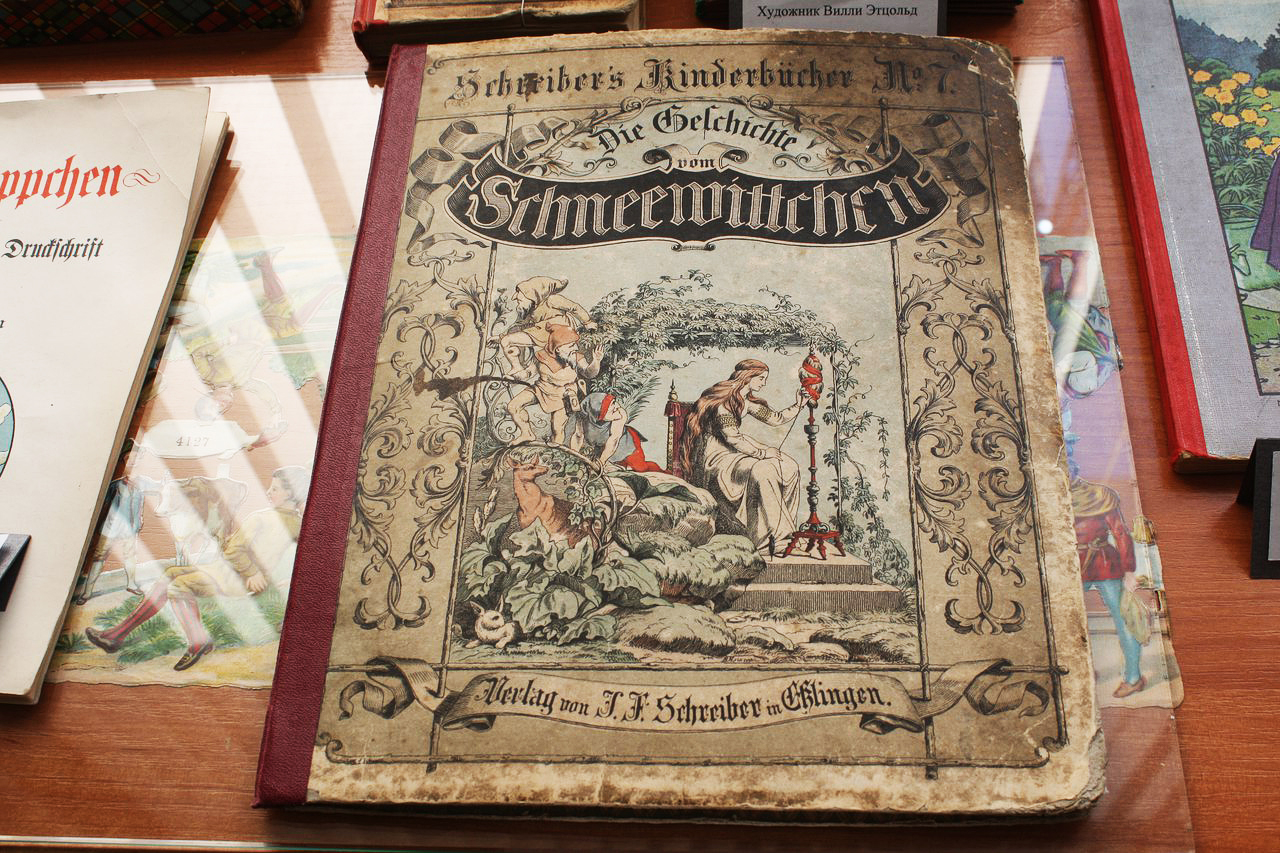 Художник Вилли Этцольд
Schreiber's Kinderbücher No. 7.
Die Geschichte
vom
Schneewittchen
Verlag von J. F. Schreiber in Eßlingen.
ppchen
Druckschrift
4127